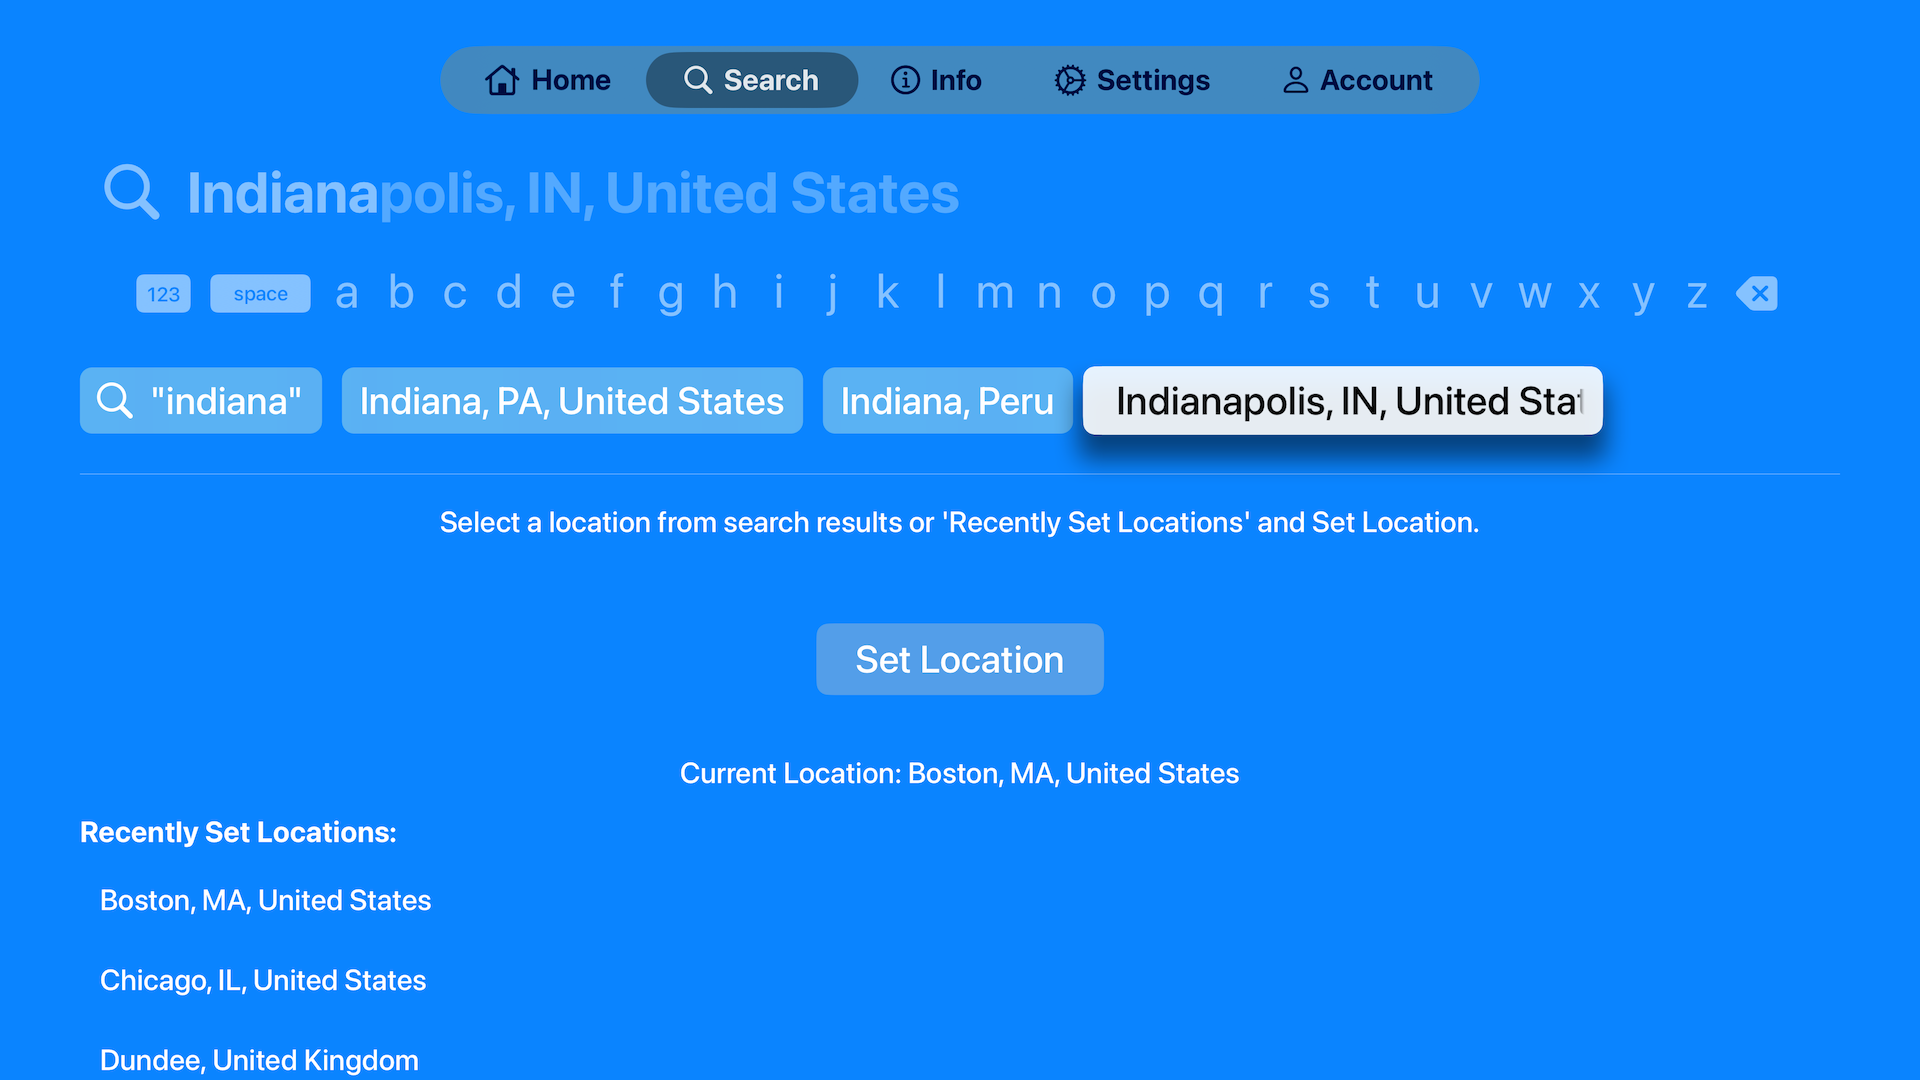 Home Search Info Settings Account
Indianapolis, IN, United States
123 space a b c d e f g h i j k l m n o p q r s t u v w x y z
"indiana" Indiana, PA, United States Indiana, Peru Indianapolis, IN, United Stat
Select a location from search results or 'Recently Set Locations' and Set Location.
Set Location
Current Location: Boston, MA, United States
Recently Set Locations:
Boston, MA, United States
Chicago, IL, United States
Dundee, United Kingdom